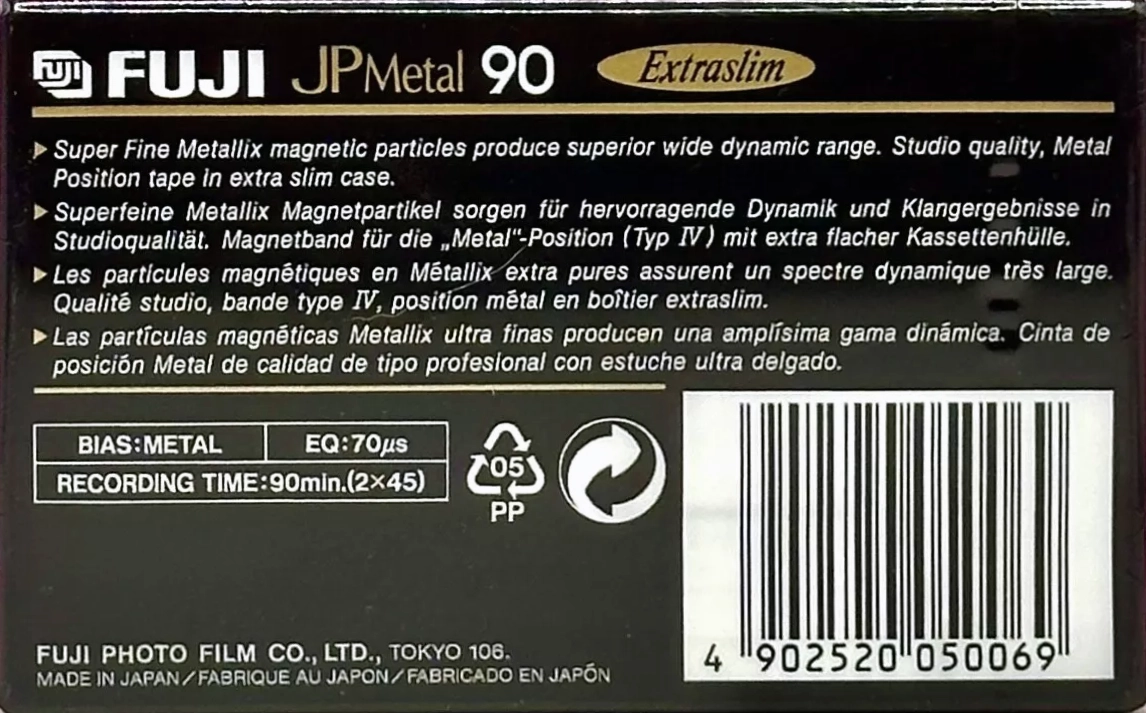 FUJI FUJI JP Metal 90 Extraslim
Super Fine Metallix magnetic particles produce superior wide dynamic range. Studio quality, Metal
Position tape in extra slim case.
Superfeine Metallix Magnetpartikel sorgen für hervorragende Dynamik und Klangergebnisse in
Studioqualität. Magnetband für die „Metal"-Position (Typ IV) mit extra flacher Kassettenhülle.
Les particules magnétiques en Métallix extra pures assurent un spectre dynamique très large.
Qualité studio, bande type IV, position métal en boîtier extraslim.
Las partículas magnéticas Metallix ultra finas producen una amplísima gama dinámica. Cinta de
posición Metal de calidad de tipo profesional con estuche ultra delgado.
BIAS:METAL EQ:70µs
RECORDING TIME:90min.(2×45)
05
PP
FUJI PHOTO FILM CO., LTD., TOKYO 106.
MADE IN JAPAN/FABRIQUE AU JAPON/FABRICADO EN JAPÓN
4 902520 050069